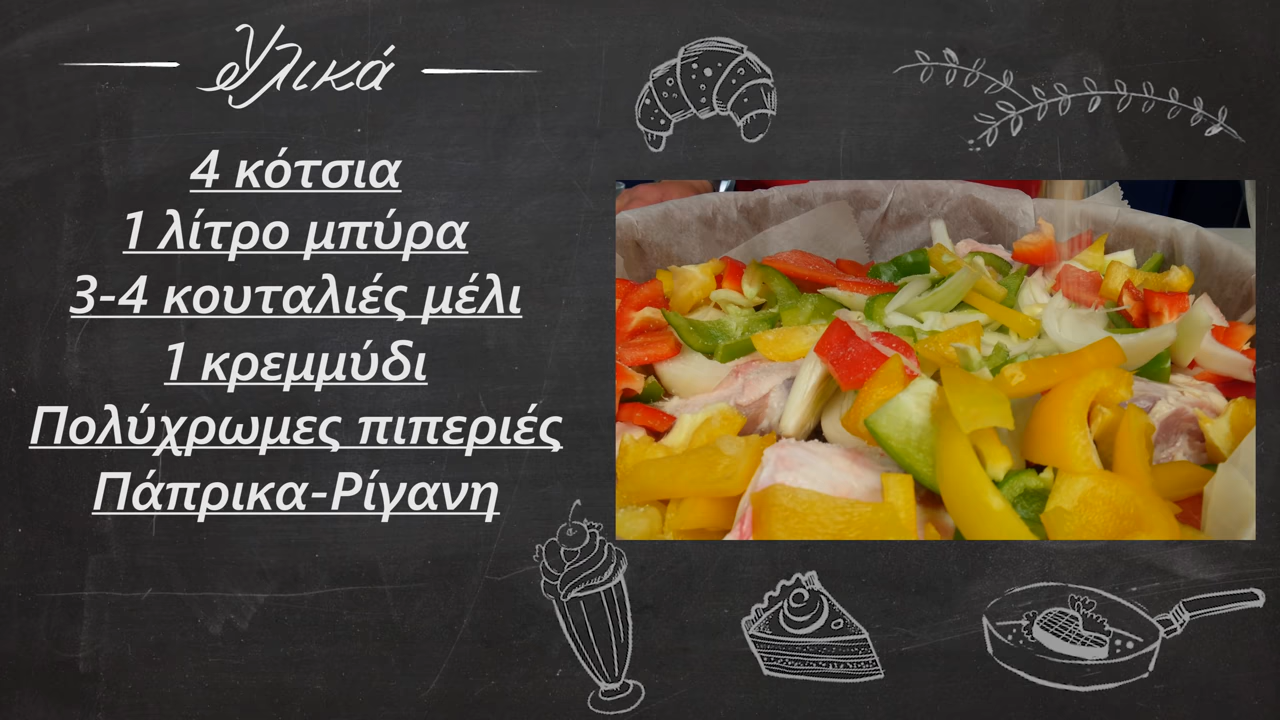 Υλικά
4 κότσια
1 λίτρο μπύρα
3-4 κουταλιές μέλι
1 κρεμμύδι
Πολύχρωμες πιπεριές
Πάπρικα-Ρίγανη